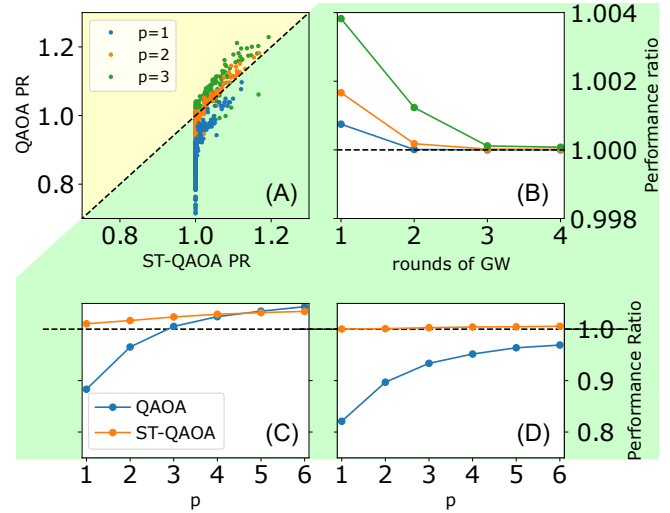 QAOA PR
1.2
1.0
0.8
p=1
p=2
p=3
(A)
0.8 1.0 1.2
ST-QAOA PR
1.004
1.002
1.000
0.998
Performance ratio
(B)
1 2 3 4
rounds of GW
QAOA
ST-QAOA
(C)
1 2 3 4 5 6
p
1.0
0.9
0.8
Performance Ratio
(D)
1 2 3 4 5 6
p